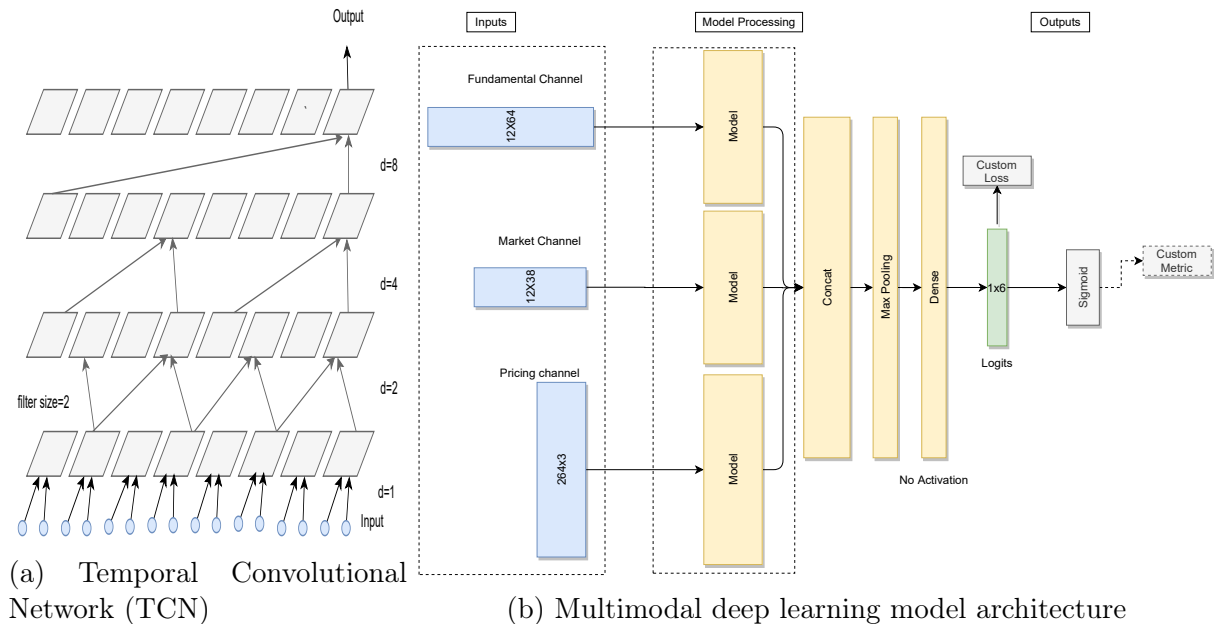 Output
d=8
d=4
d=2
filter size=2
d=1
Input
(a) Temporal Convolutional
Network (TCN)
Inputs
Model Processing
Outputs
Fundamental Channel
12X64
Model
Market Channel
12X38
Model
Pricing channel
264x3
Model
Concat
Max Pooling
Dense
No Activation
Custom
Loss
1x6
Logits
Sigmoid
Custom
Metric
(b) Multimodal deep learning model architecture